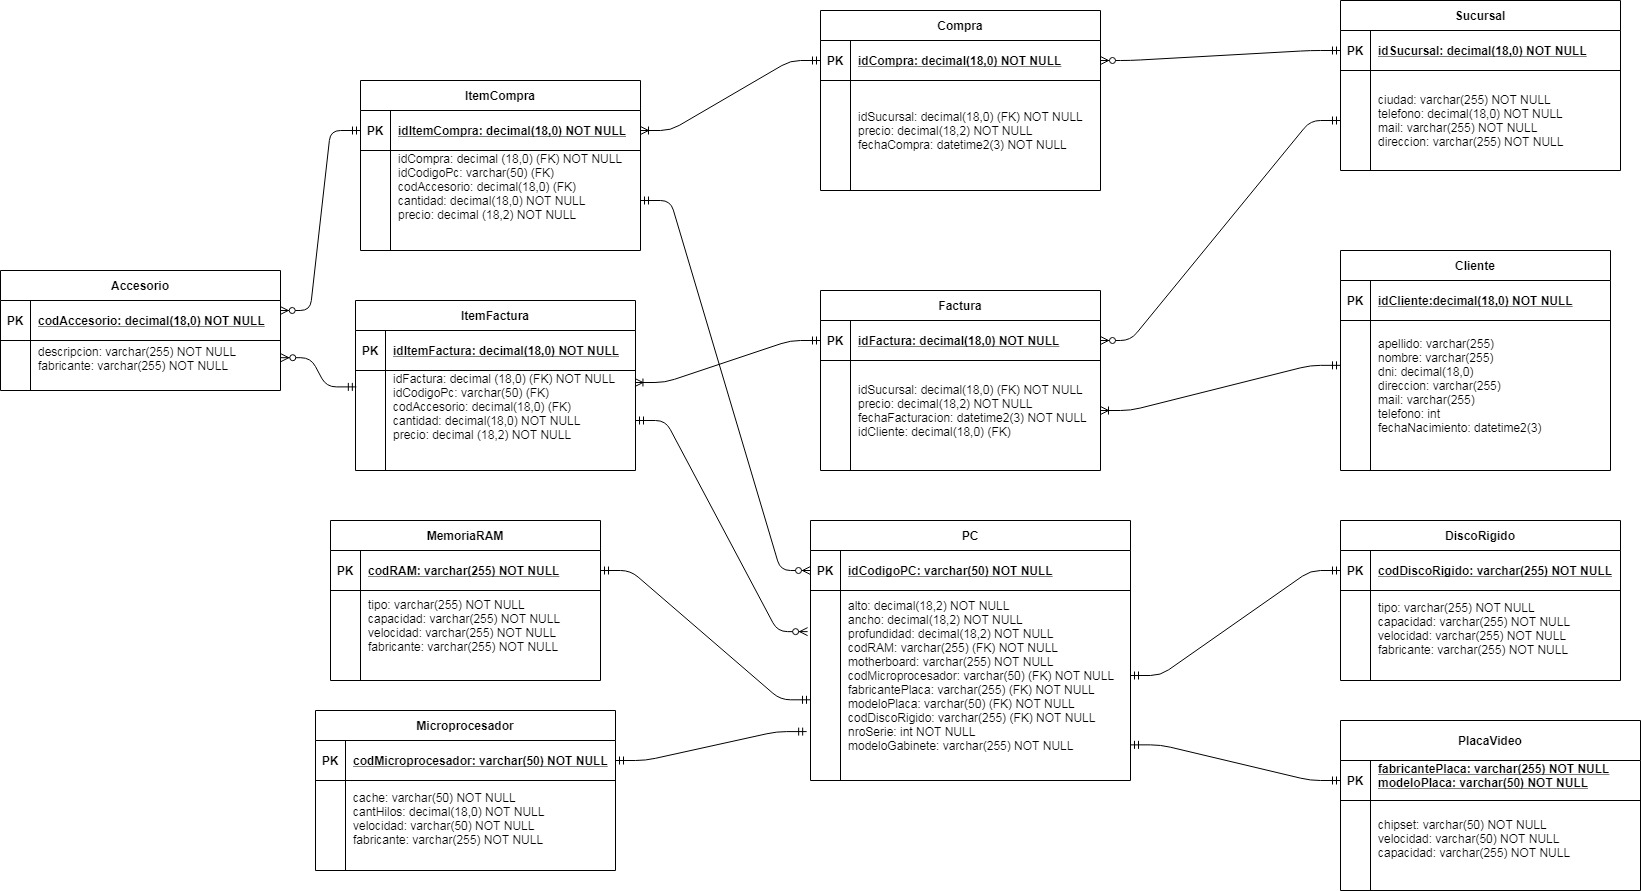 Compra
PK
idCompra: decimal(18,0) NOT NULL
idSucursal: decimal(18,0) (FK) NOT NULL
precio: decimal(18,2) NOT NULL
fechaCompra: datetime2(3) NOT NULL
Sucursal
PK
idSucursal: decimal(18,0) NOT NULL
ciudad: varchar(255) NOT NULL
telefono: decimal(18,0) NOT NULL
mail: varchar(255) NOT NULL
direccion: varchar(255) NOT NULL
ItemCompra
PK
idItemCompra: decimal(18,0) NOT NULL
idCompra: decimal (18,0) (FK) NOT NULL
idCodigoPc: varchar(50) (FK)
codAccesorio: decimal(18,0) (FK)
cantidad: decimal(18,0) NOT NULL
precio: decimal (18,2) NOT NULL
Accesorio
PK
codAccesorio: decimal(18,0) NOT NULL
descripcion: varchar(255) NOT NULL
fabricante: varchar(255) NOT NULL
ItemFactura
PK
idItemFactura: decimal(18,0) NOT NULL
idFactura: decimal (18,0) (FK) NOT NULL
idCodigoPc: varchar(50) (FK)
codAccesorio: decimal(18,0) (FK)
cantidad: decimal(18,0) NOT NULL
precio: decimal (18,2) NOT NULL
Factura
PK
idFactura: decimal(18,0) NOT NULL
idSucursal: decimal(18,0) (FK) NOT NULL
precio: decimal(18,2) NOT NULL
fechaFacturacion: datetime2(3) NOT NULL
idCliente: decimal(18,0) (FK)
Cliente
PK
idCliente:decimal(18,0) NOT NULL
apellido: varchar(255)
nombre: varchar(255)
dni: decimal(18,0)
direccion: varchar(255)
mail: varchar(255)
telefono: int
fechaNacimiento: datetime2(3)
MemoriaRAM
PK
codRAM: varchar(255) NOT NULL
tipo: varchar(255) NOT NULL
capacidad: varchar(255) NOT NULL
velocidad: varchar(255) NOT NULL
fabricante: varchar(255) NOT NULL
PC
PK
idCodigoPC: varchar(50) NOT NULL
alto: decimal(18,2) NOT NULL
ancho: decimal(18,2) NOT NULL
profundidad: decimal(18,2) NOT NULL
codRAM: varchar(255) (FK) NOT NULL
motherboard: varchar(255) NOT NULL
codMicroprocesador: varchar(50) (FK) NOT NULL
fabricantePlaca: varchar(255) (FK) NOT NULL
modeloPlaca: varchar(50) (FK) NOT NULL
codDiscoRigido: varchar(255) (FK) NOT NULL
nroSerie: int NOT NULL
modeloGabinete: varchar(255) NOT NULL
DiscoRigido
PK
codDiscoRigido: varchar(255) NOT NULL
tipo: varchar(255) NOT NULL
capacidad: varchar(255) NOT NULL
velocidad: varchar(255) NOT NULL
fabricante: varchar(255) NOT NULL
Microprocesador
PK
codMicroprocesador: varchar(50) NOT NULL
cache: varchar(50) NOT NULL
cantHilos: decimal(18,0) NOT NULL
velocidad: varchar(50) NOT NULL
fabricante: varchar(255) NOT NULL
PlacaVideo
PK
fabricantePlaca: varchar(255) NOT NULL
modeloPlaca: varchar(50) NOT NULL
chipset: varchar(50) NOT NULL
velocidad: varchar(50) NOT NULL
capacidad: varchar(255) NOT NULL